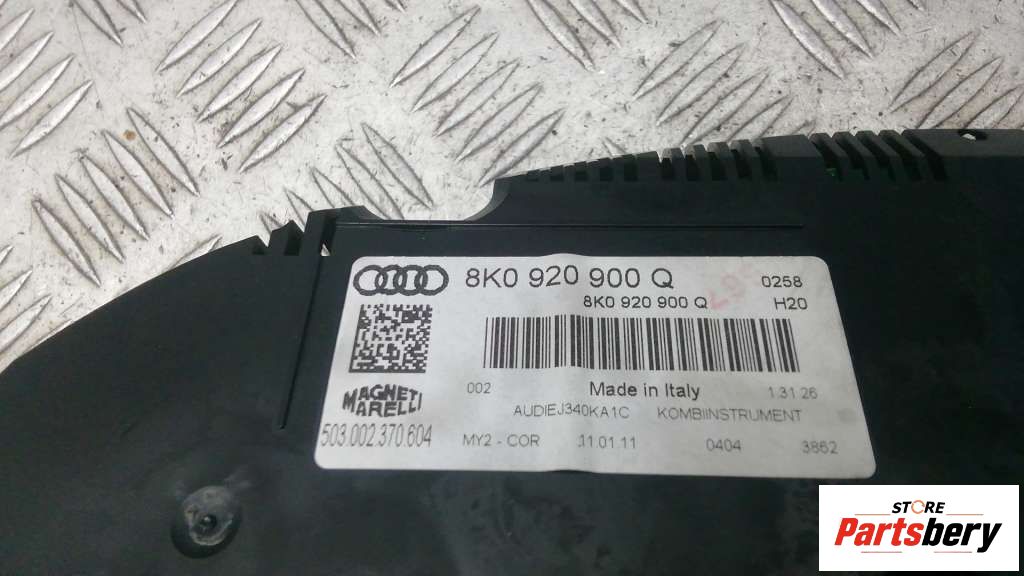 8K0 920 900 Q 0258
8K0 920 900 Q H20
002 Made in Italy 1.31.26
AUDIEJ340KA1C KOMBIINSTRUMENT
MAGNETI
MARELLI
503.002.370.604 MY2 - COR 11.01.11 0404 3862
STORE
Partsbery